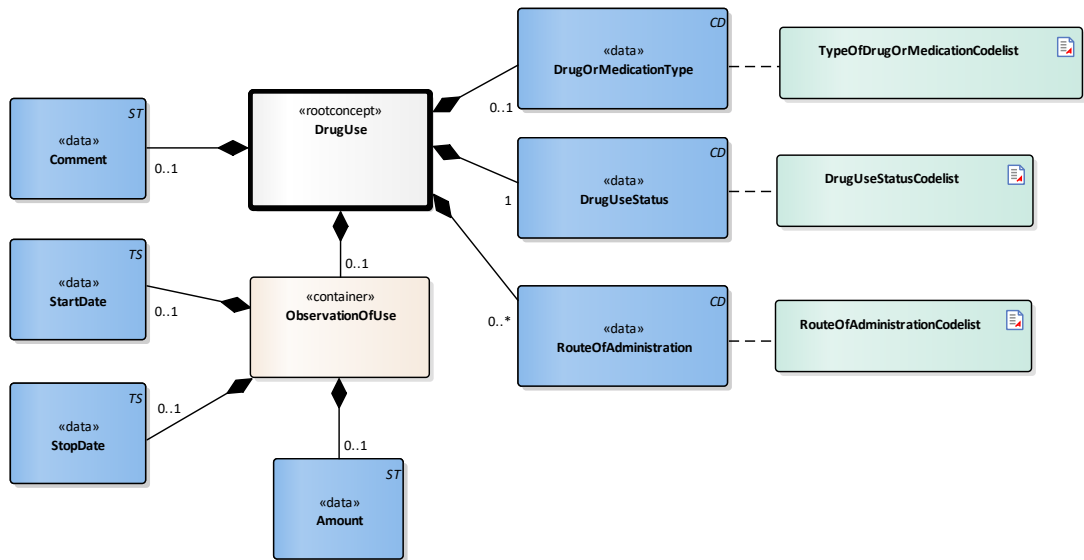 CD
«data»
DrugOrMedicationType
0..1
TypeOfDrugOrMedicationCodelist
«rootconcept»
DrugUse
ST
«data»
Comment
0..1
CD
«data»
DrugUseStatus
1
DrugUseStatusCodelist
TS
«data»
StartDate
0..1
0..1
«container»
ObservationOfUse
CD
«data»
RouteOfAdministration
0..*
RouteOfAdministrationCodelist
TS
«data»
StopDate
0..1
0..1
ST
«data»
Amount